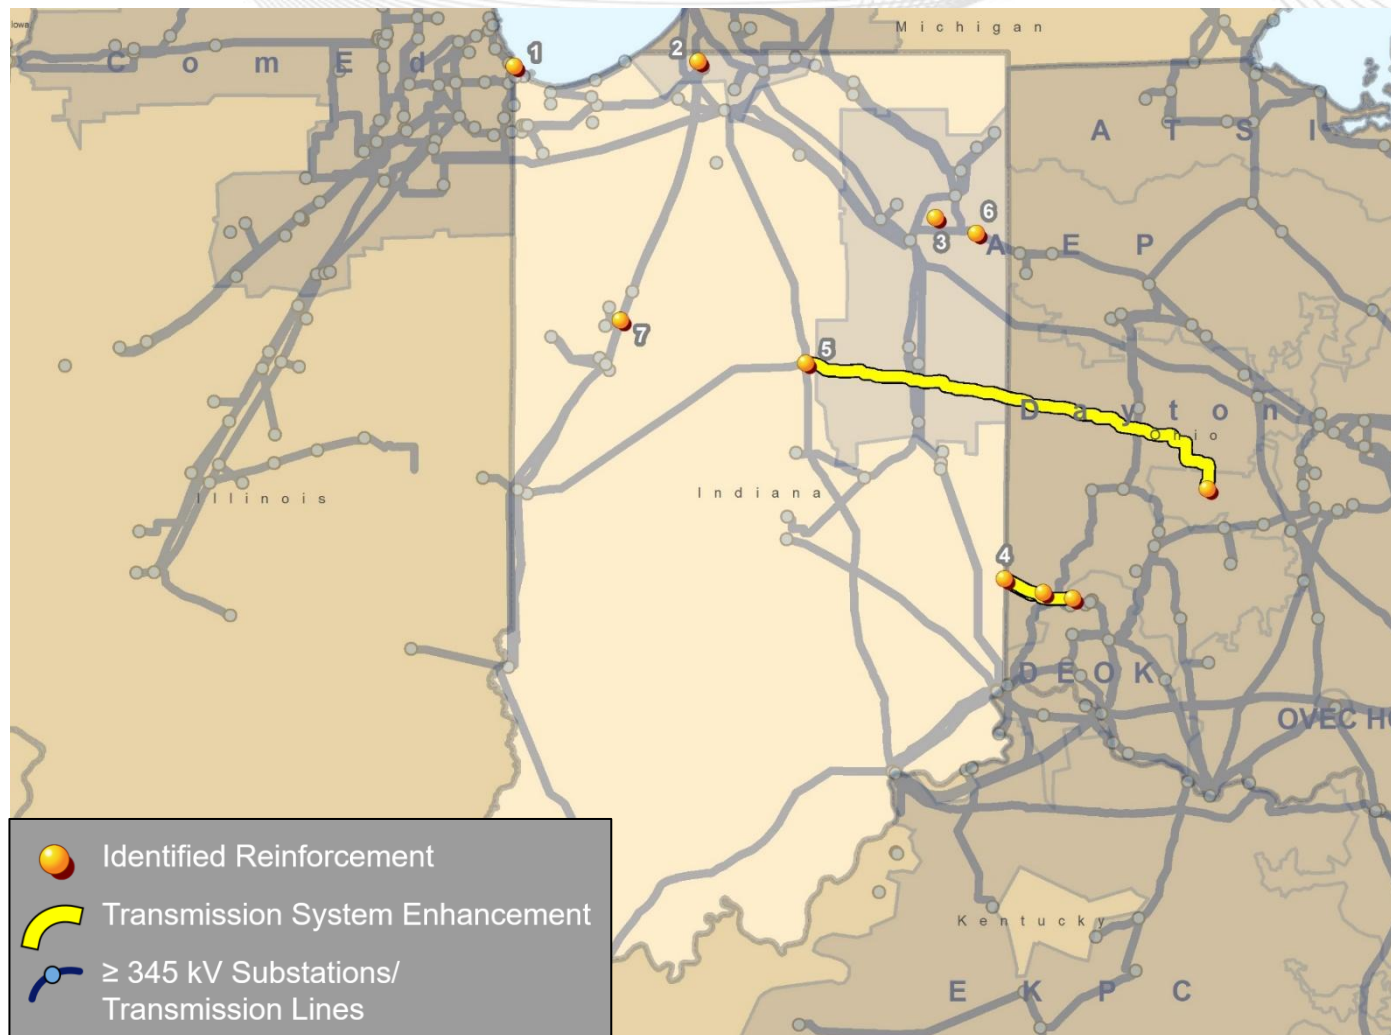 Iowa
Michigan
C o m E d
1
2
A T S I
6
3
A E P
7
5
D a y t o n
Ohio
Illinois
Indiana
4
D E O K
OVEC H
Kentucky
E K P C
Identified Reinforcement
Transmission System Enhancement
≥ 345 kV Substations/
Transmission Lines